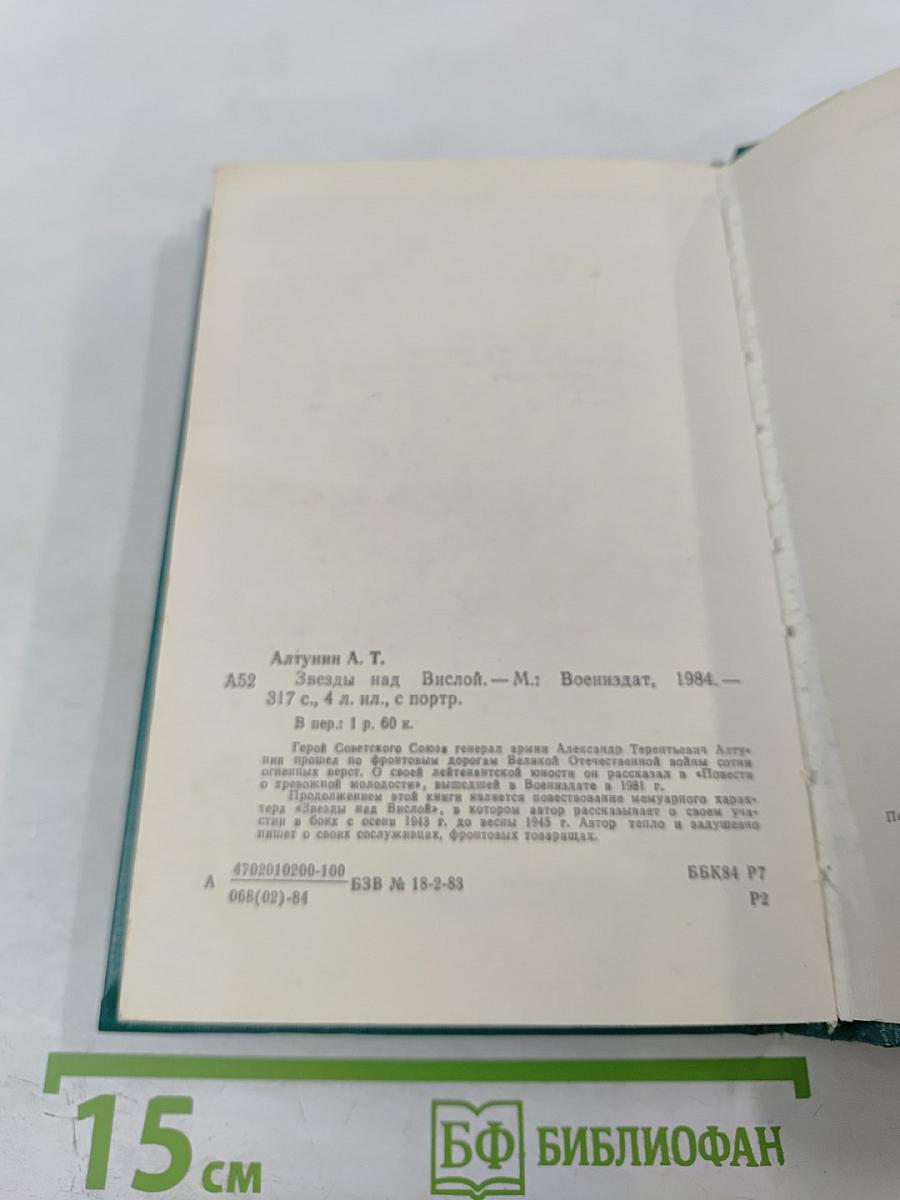 Алтунин А. Т.
А52 Звезды над Вислой. — М.: Воениздат, 1984. —
317 с., 4 л. ил., с портр.
В пер.: 1 р. 60 к.
Герой Советского Союза генерал армии Александр Терентьевич Алту-
нин прошел по фронтовым дорогам Великой Отечественной войны сотни
огненных верст. О своей лейтенантской юности он рассказал в «Повести
о тревожной молодости», вышедшей в Воениздате в 1981 г.
Продолжением этой книги является повествование мемуарного харак-
тера «Звезды над Вислой», в котором автор рассказывает о своем уча-
стии в боях с осени 1943 г. до весны 1945 г. Автор тепло и задушевно
пишет о своих сослуживцах, фронтовых товарищах.
А 4702010200-100 БЗВ № 18-2-83 ББК84 Р7
068(02)-84 Р2
15 см БФ БИБЛИОФАН